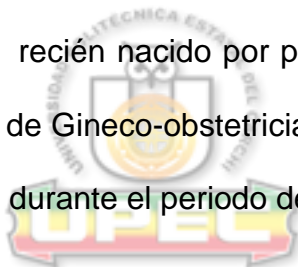 recién nacido por p
de Gineco-obstetricia
durante el periodo de
UPEC